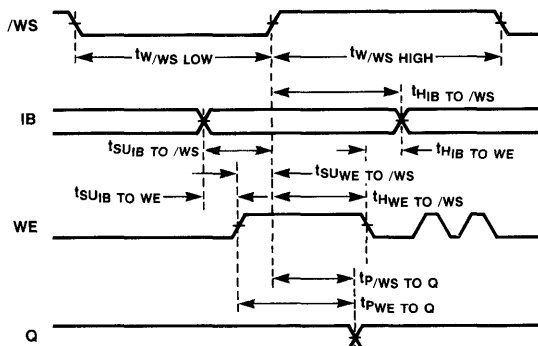 /WS
tW/WS LOW
tW/WS HIGH
tHIB TO /WS
IB
tSUIB TO /WS
tHIB TO WE
tSUWE TO /WS
tSUIB TO WE
tHWE TO /WS
WE
tP/WS TO Q
tPWE TO Q
Q